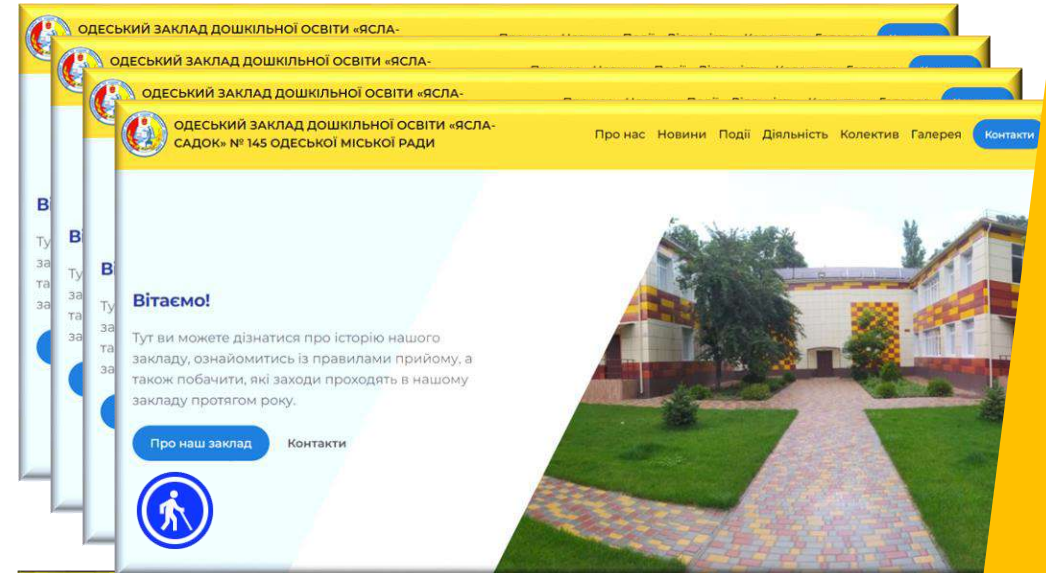 ОДЕСЬКИЙ ЗАКЛАД ДОШКІЛЬНОЇ ОСВІТИ «ЯСЛА-
ОДЕСЬКИЙ ЗАКЛАД ДОШКІЛЬНОЇ ОСВІТИ «ЯСЛА-
ОДЕСЬКИЙ ЗАКЛАД ДОШКІЛЬНОЇ ОСВІТИ «ЯСЛА-
ОДЕСЬКИЙ ЗАКЛАД ДОШКІЛЬНОЇ ОСВІТИ «ЯСЛА-
САДОК» № 145 ОДЕСЬКОЇ МІСЬКОЇ РАДИ
Про нас Новини Події Діяльність Колектив Галерея Контакти
Вітаємо!
Тут ви можете дізнатися про історію нашого
закладу, ознайомитись із правилами прийому, а
також побачити, які заходи проходять в нашому
закладу протягом року.
Про наш заклад Контакти